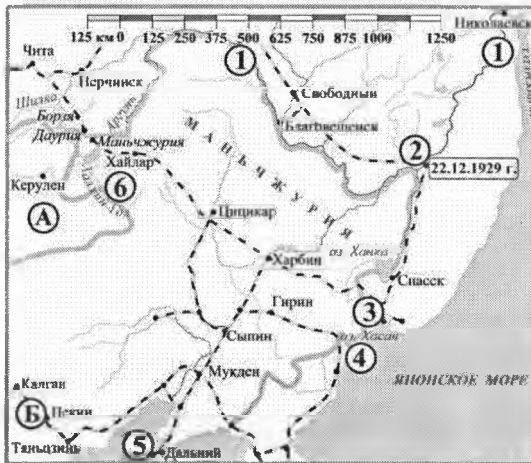 Николаевск
125 км 0 125 250 375 500 625 750 875 1000 1250
1
1
Чита
Нерчинск
Свободный
Шилка
Борзя
Аргунь
Благовещенск
Даурия
Маньчжурия
Хайлар
2
22.12.1929 г.
МАНЬЧЖУРИЯ
Керулен
6
А
Цицикар
оз Ханка
Харбин
Спасск
3
Гирин
Сыпин
оз Хасан
4
Мукден
Калган
ЯПОНСКОЕ МОРЕ
Б
Пекин
Таньцзинь
5
Дальний